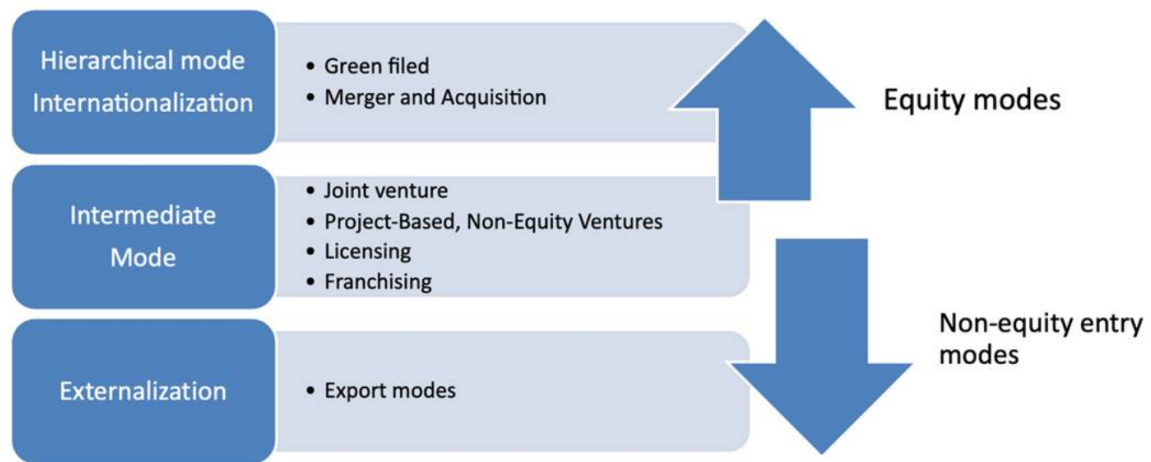 Hierarchical mode
Internationalization
• Green filed
• Merger and Acquisition
Equity modes
Intermediate
Mode
• Joint venture
• Project-Based, Non-Equity Ventures
• Licensing
• Franchising
Non-equity entry
modes
Externalization
• Export modes